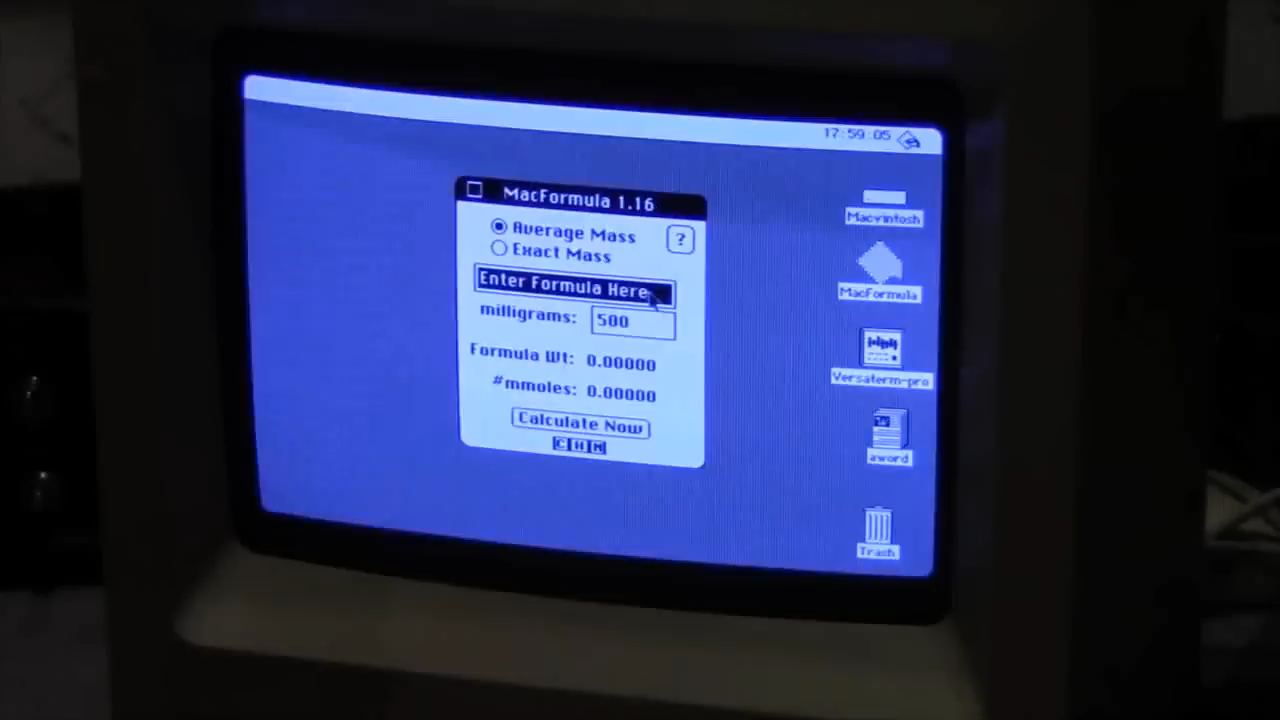 17:59:05
MacFormula 1.16
Average Mass
?
Exact Mass
Enter Formula Here
milligrams: 500
Formula Wt: 0.00000
#mmoles: 0.00000
Calculate Now
C H N
Macvintosh
MacFormula
Versaterm-pro
aword
Trash